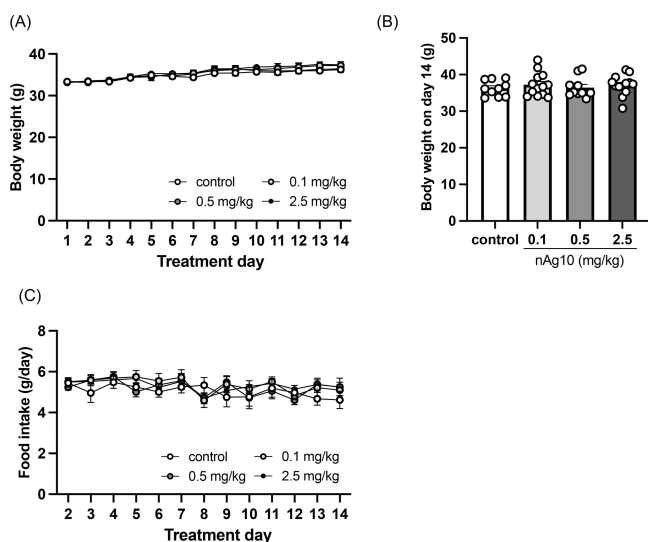 (A)
Body weight (g)
40
30
20
10
0
control
0.1 mg/kg
0.5 mg/kg
2.5 mg/kg
1 2 3 4 5 6 7 8 9 10 11 12 13 14
Treatment day
(B)
Body weight on day 14 (g)
50
40
30
20
10
0
control 0.1 0.5 2.5
nAg10 (mg/kg)
(C)
Food intake (g/day)
8
6
4
2
0
control
0.1 mg/kg
0.5 mg/kg
2.5 mg/kg
2 3 4 5 6 7 8 9 10 11 12 13 14
Treatment day